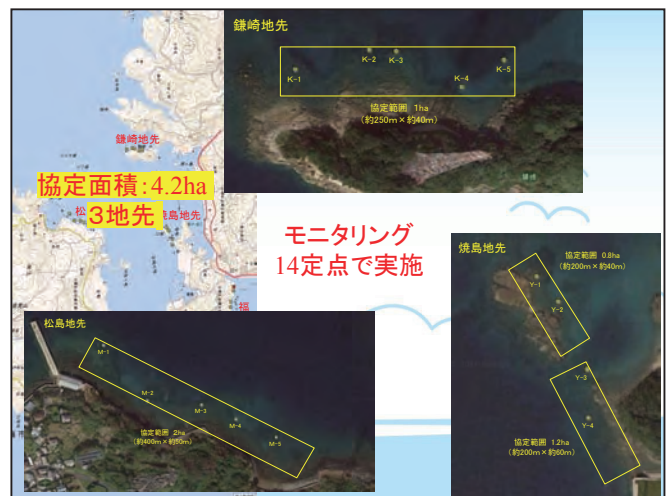 鎌崎地先
K-1
K-2
K-3
K-4
K-5
協定範囲 1ha
（約250m×約40m）
鎌崎
鎌崎地先
協定面積：4.2ha
3地先
松
島地先
福
モニタリング
14定点で実施
焼島地先
協定範囲 0.8ha
（約200m×約40m）
Y-1
Y-2
Y-3
Y-4
協定範囲 1.2ha
（約200m×約60m）
松島地先
M-1
M-2
M-3
M-4
M-5
協定範囲 2ha
（約400m×約50m）